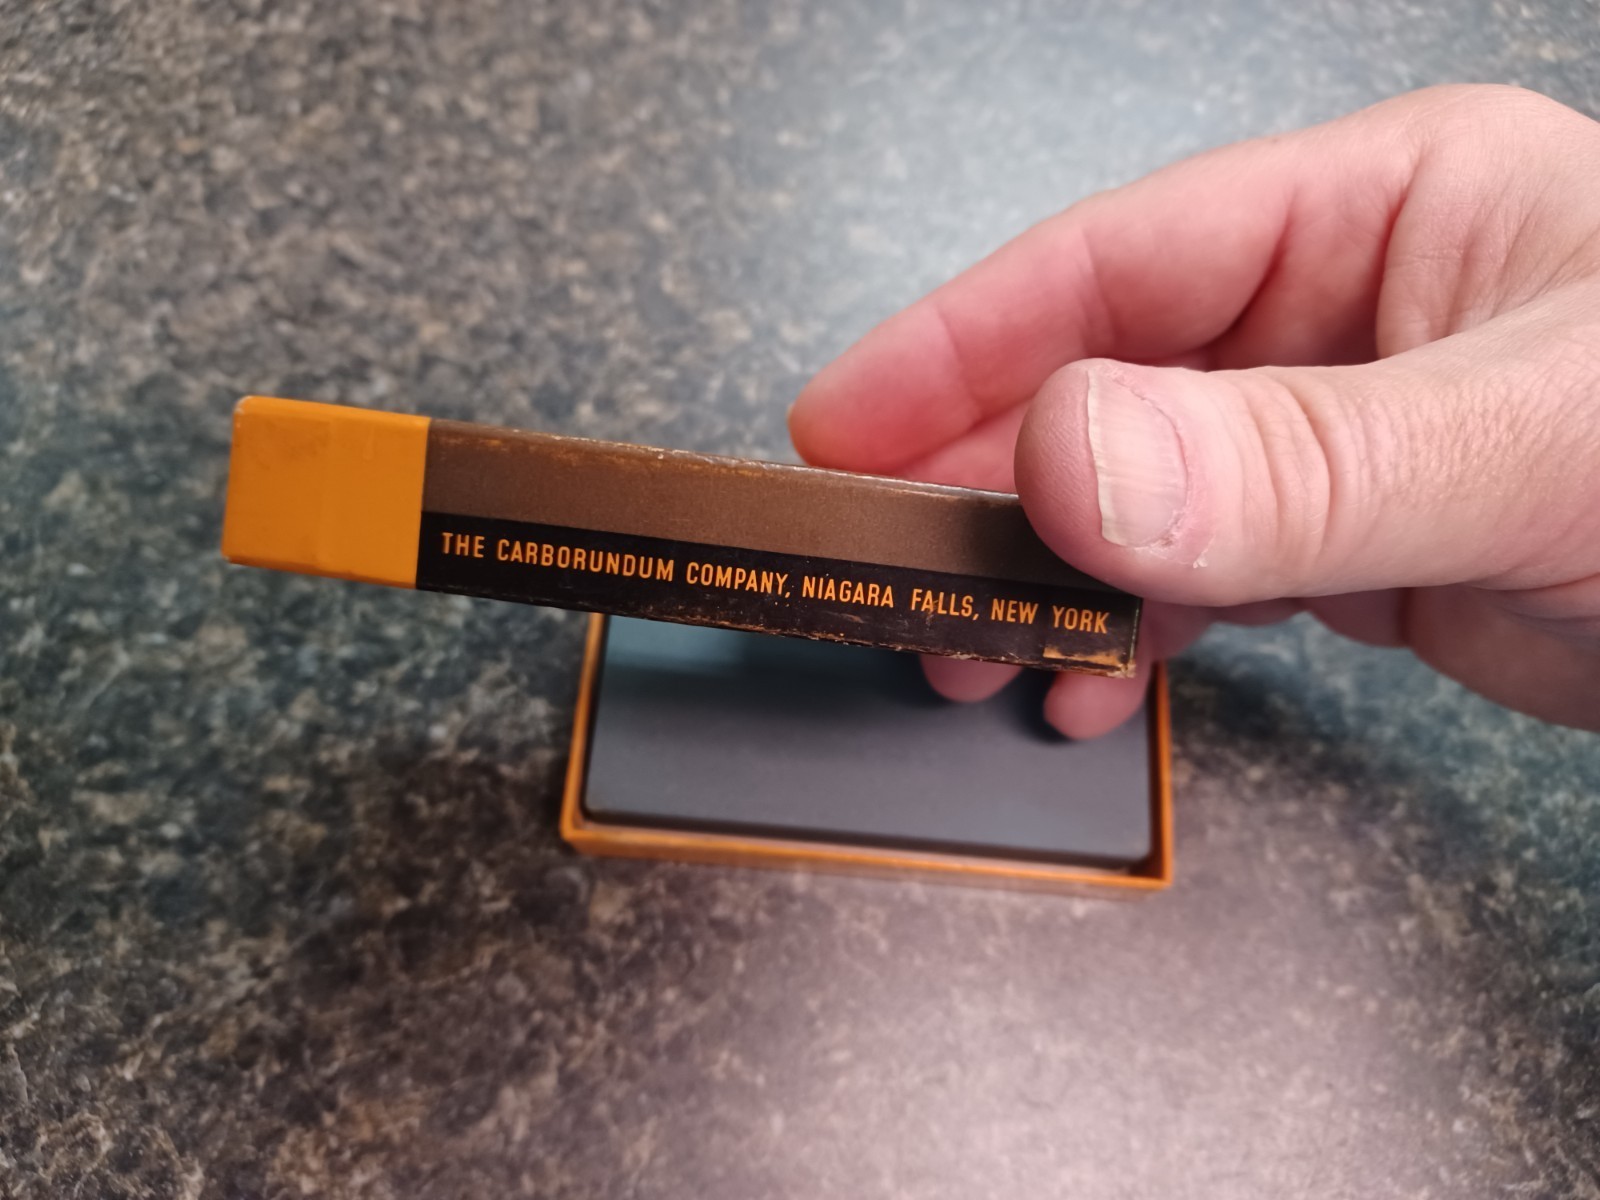 THE CARBORUNDUM COMPANY, NIAGARA FALLS, NEW YORK